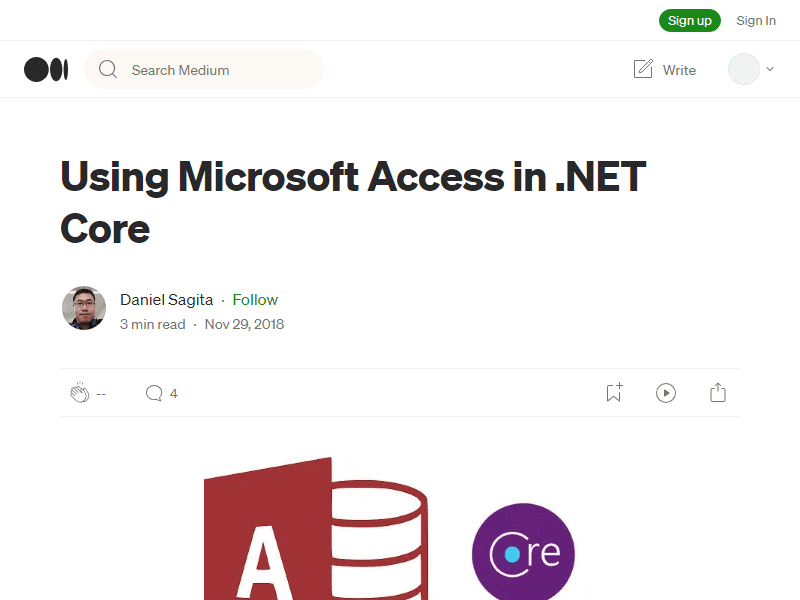 Sign up Sign In
Search Medium Write
Using Microsoft Access in .NET
Core
Daniel Sagita · Follow
3 min read · Nov 29, 2018
-- 4
A Core